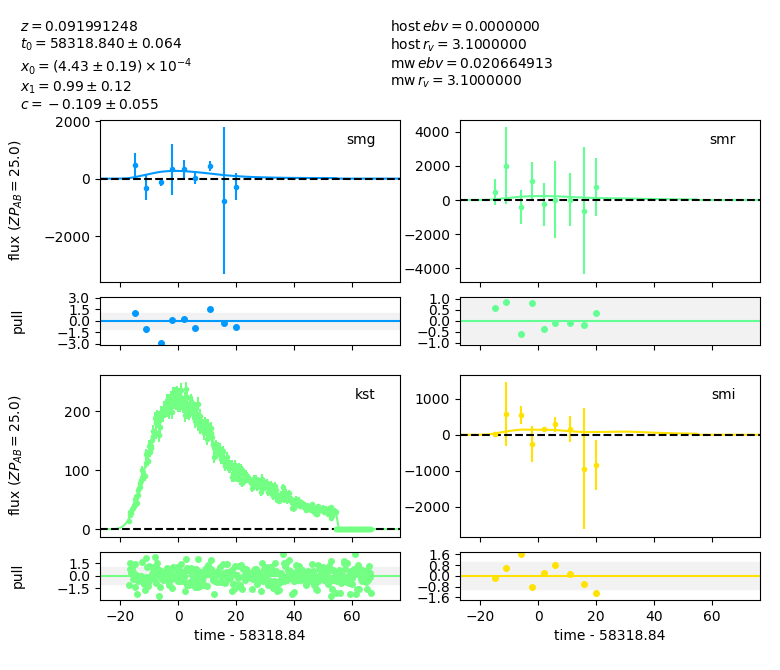 z = 0.091991248
t₀ = 58318.840 ± 0.064
x₀ = (4.43 ± 0.19) × 10⁻⁴
x₁ = 0.99 ± 0.12
c = −0.109 ± 0.055
host ebv = 0.0000000
host r_v = 3.1000000
mw ebv = 0.020664913
mw r_v = 3.1000000
flux (ZP_AB = 25.0)
2000
0
−2000
smg
4000
2000
0
−2000
−4000
smr
pull
3.0
1.5
0.0
−1.5
−3.0
1.0
0.5
0.0
−0.5
−1.0
flux (ZP_AB = 25.0)
200
100
0
kst
1000
0
−1000
−2000
smi
pull
1.5
0.0
−1.5
1.6
0.8
0.0
−0.8
−1.6
−20 0 20 40 60
−20 0 20 40 60
time - 58318.84
time - 58318.84